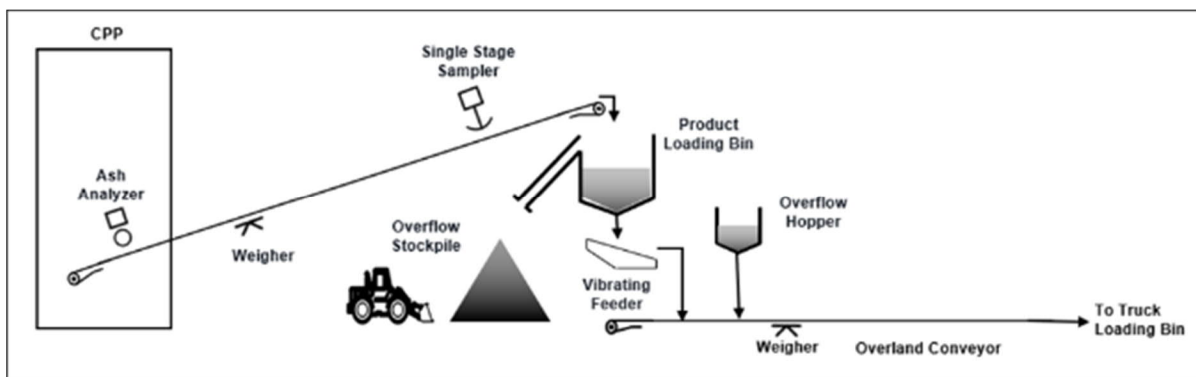 CPP
Single Stage
Sampler
Product
Loading Bin
Ash
Analyzer
Overflow
Hopper
Overflow
Stockpile
Weigher
Vibrating
Feeder
To Truck
Loading Bin
Weigher
Overland Conveyor